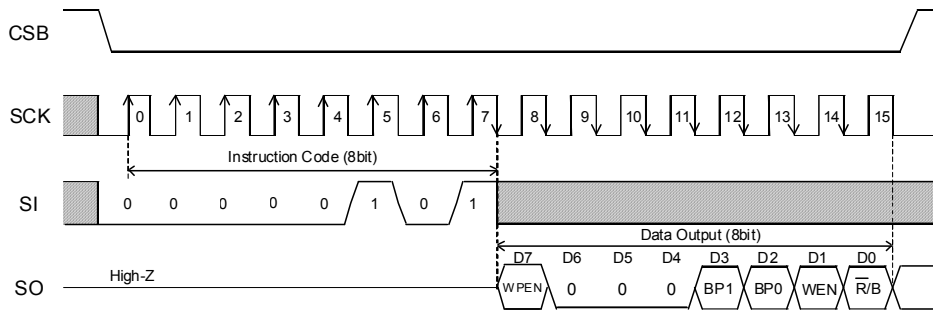 CSB
SCK 0 1 2 3 4 5 6 7 8 9 10 11 12 13 14 15
Instruction Code (8bit)
SI 0 0 0 0 0 1 0 1
Data Output (8bit)
D7 D6 D5 D4 D3 D2 D1 D0
SO High-Z WPEN 0 0 0 BP1 BP0 WEN R̅/B